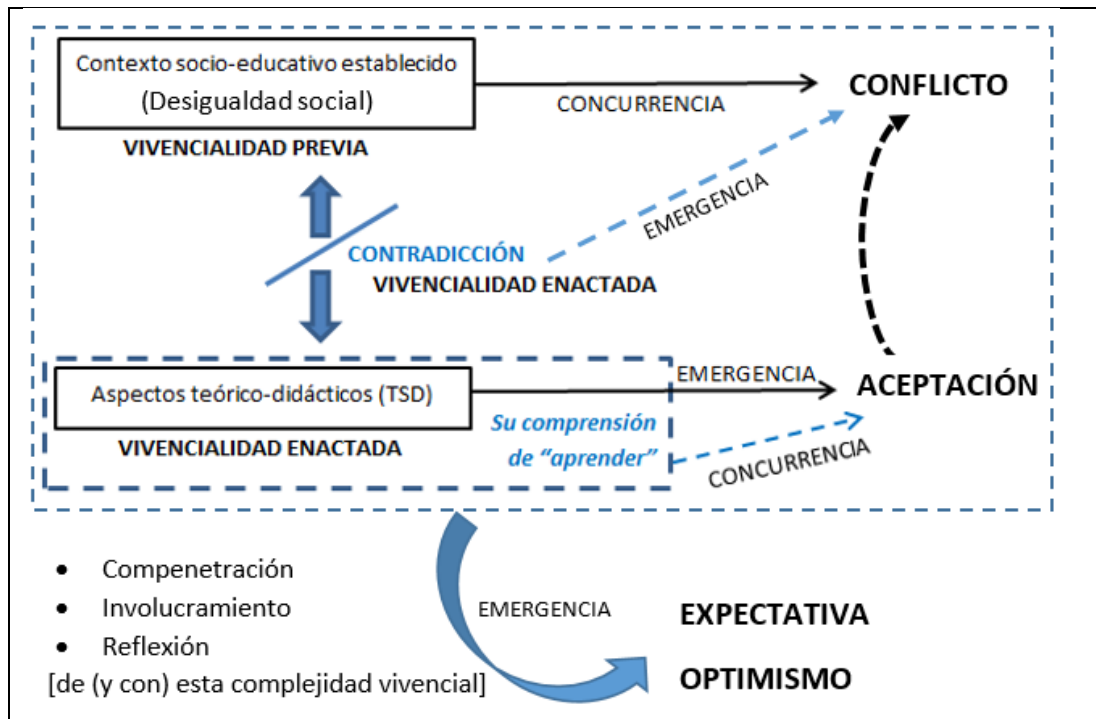 Contexto socio-educativo establecido
(Desigualdad social)
CONCURRENCIA
CONFLICTO
VIVENCIALIDAD PREVIA
EMERGENCIA
CONTRADICCIÓN
VIVENCIALIDAD ENACTADA
Aspectos teórico-didácticos (TSD)
EMERGENCIA
ACEPTACIÓN
VIVENCIALIDAD ENACTADA
Su comprensión
de “aprender”
CONCURRENCIA
• Compenetración
• Involucramiento
• Reflexión
[de (y con) esta complejidad vivencial]
EMERGENCIA
EXPECTATIVA
OPTIMISMO